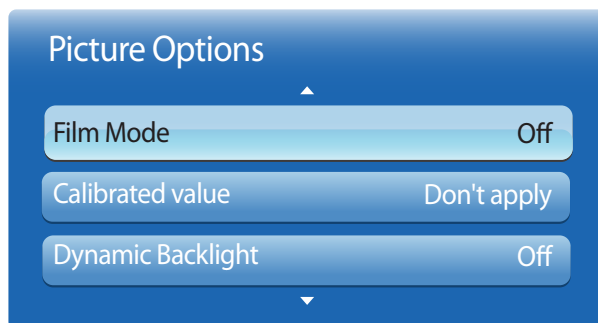 Picture Options
Film Mode Off
Calibrated value Don't apply
Dynamic Backlight Off